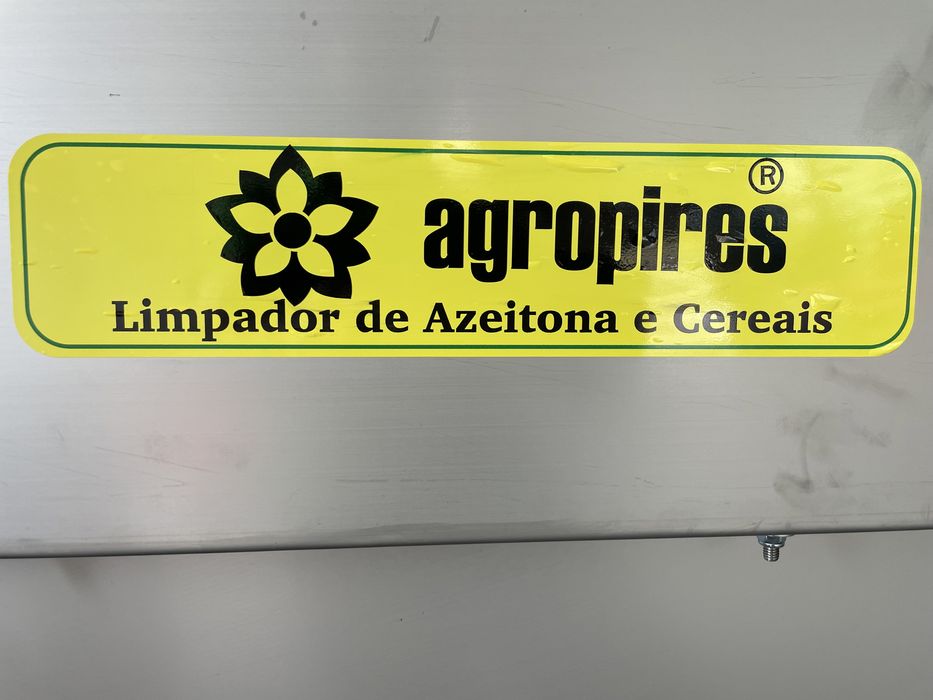 agropires®
Limpador de Azeitona e Cereais